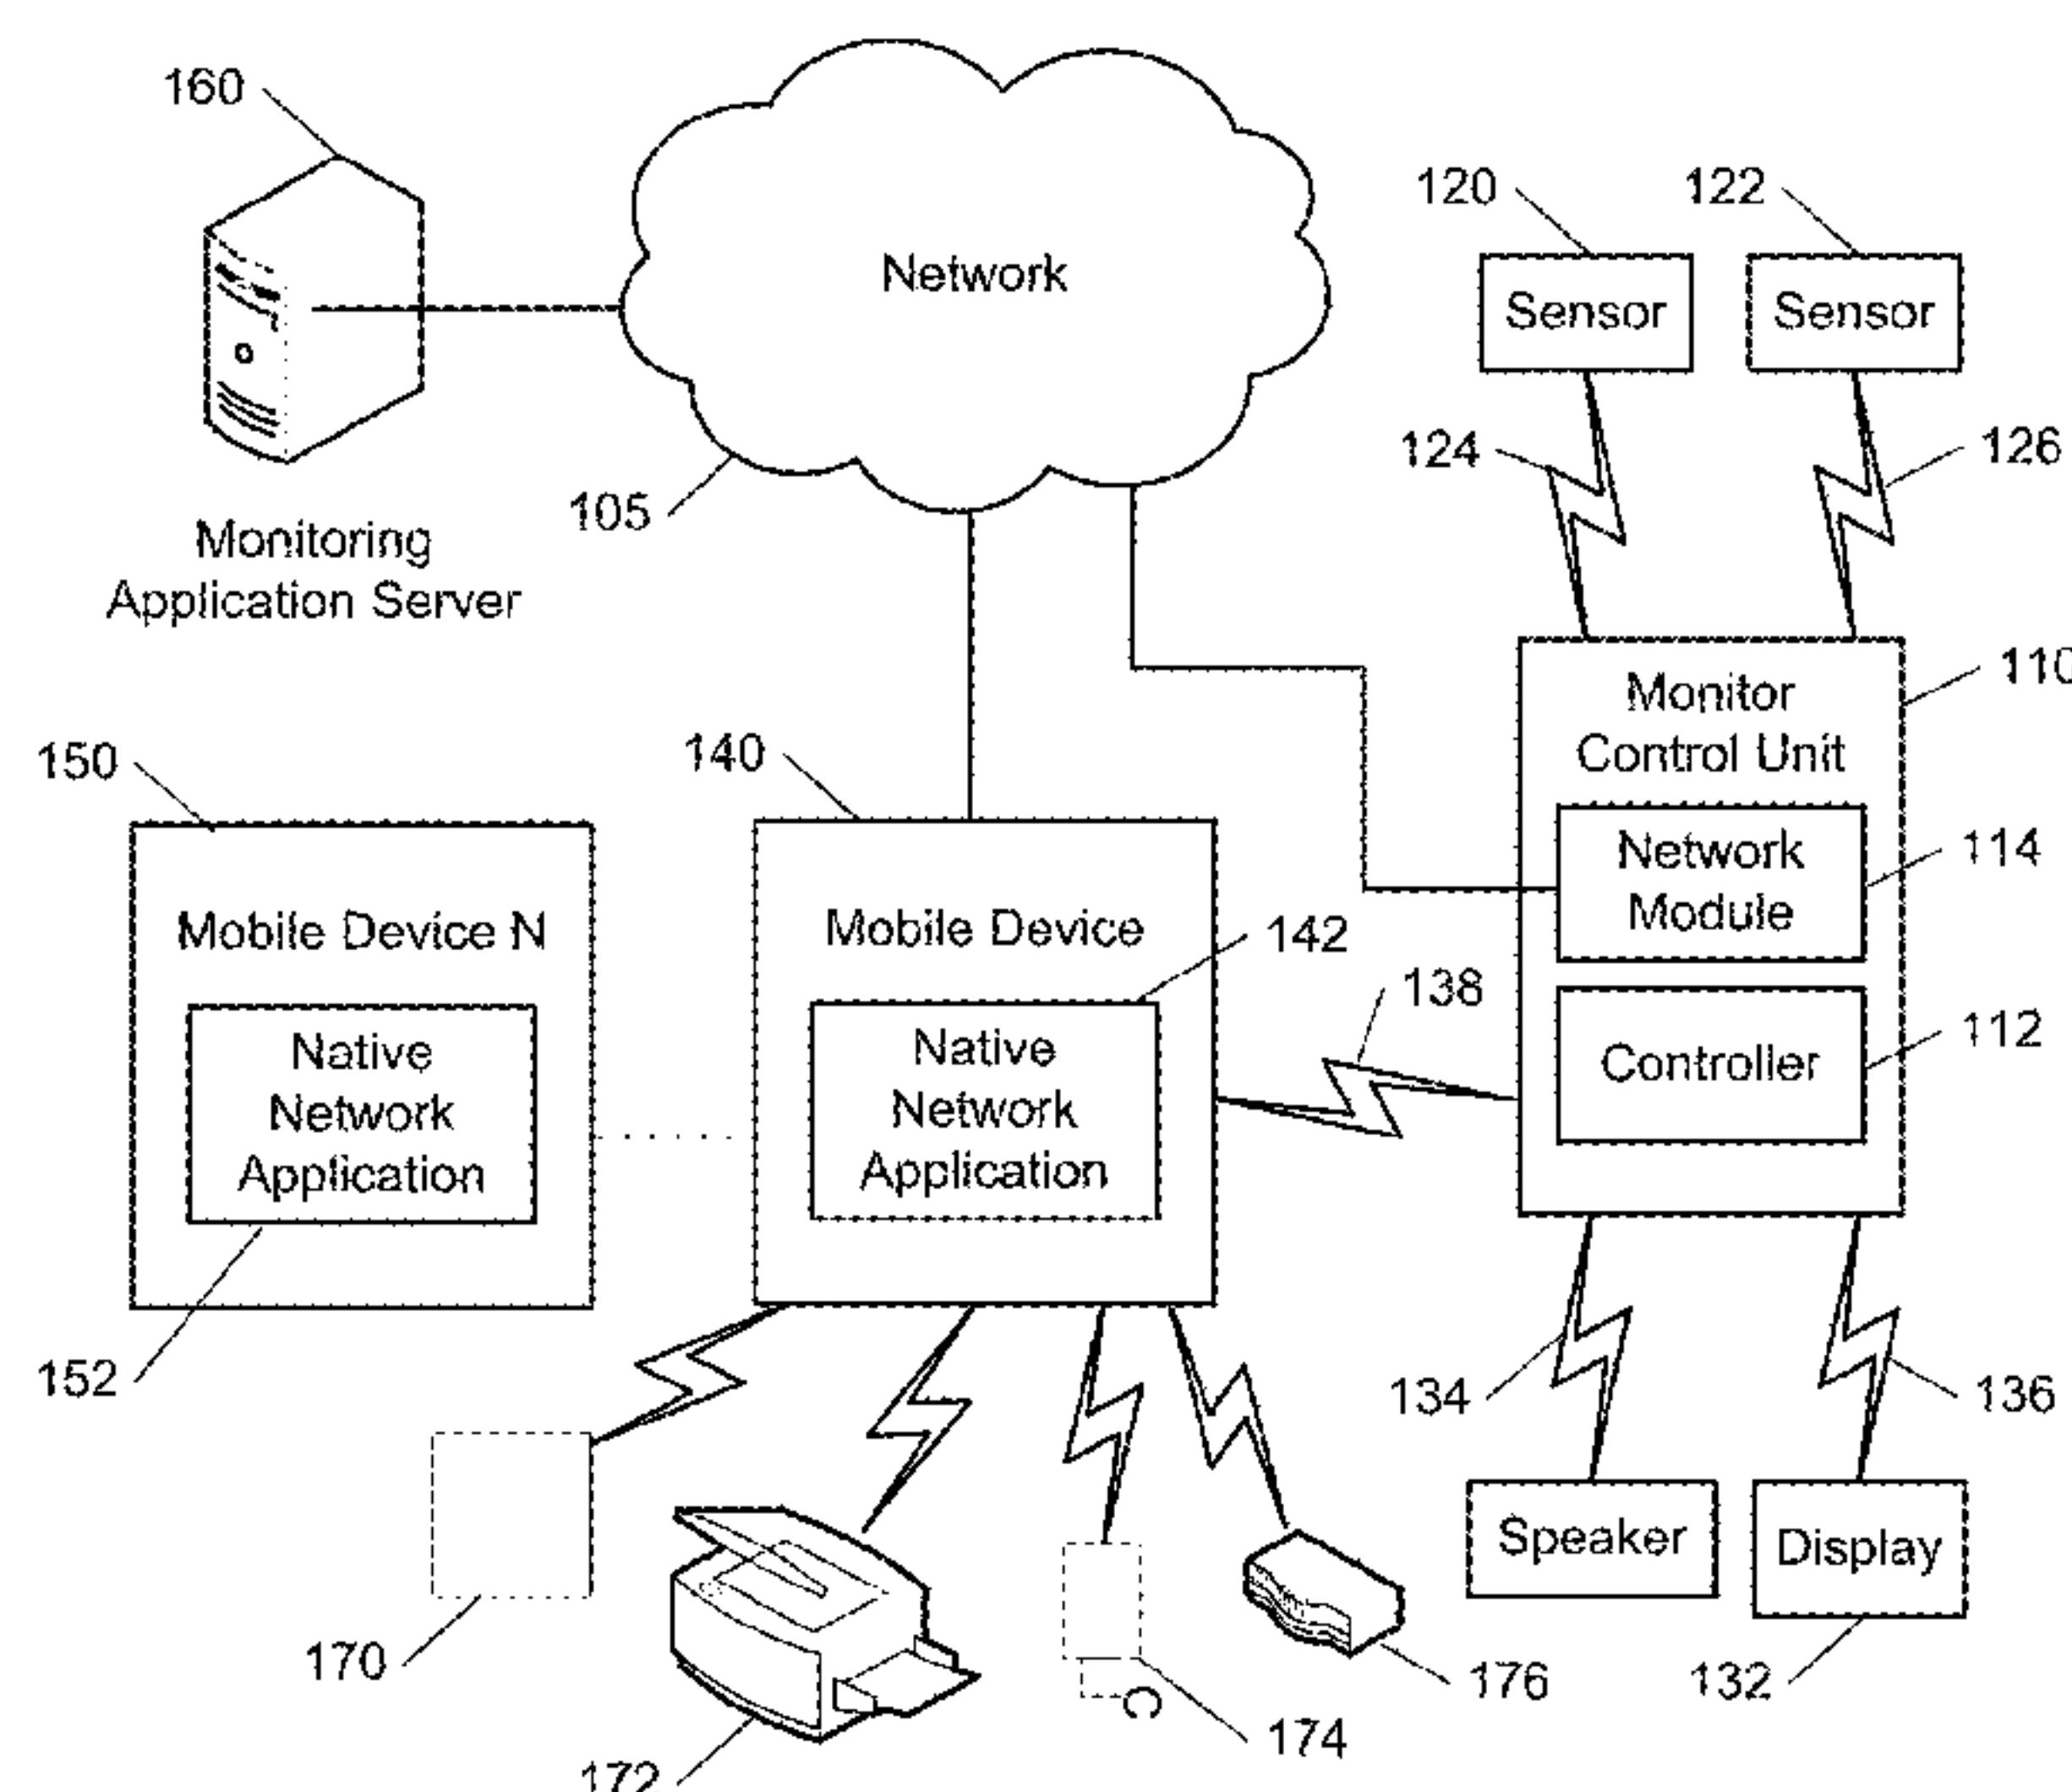 160
Network
120
122
Sensor
Sensor
124
126
105
Monitoring
Application Server
110
Monitor
Control Unit
150
140
Network
Module
114
Mobile Device N
Mobile Device
142
138
112
Controller
Native
Network
Application
Native
Network
Application
152
134
136
Speaker
Display
170
176
132
174
172